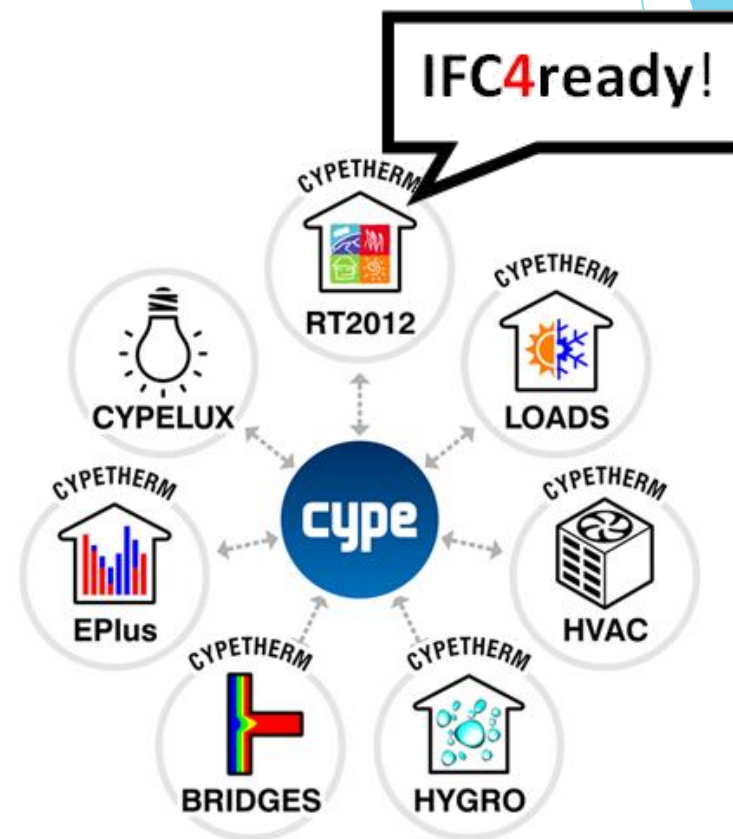 IFC4ready!
CYPETHERM
RT2012
CYPELUX
CYPETHERM
LOADS
cype
CYPETHERM
EPlus
CYPETHERM
HVAC
CYPETHERM
BRIDGES
CYPETHERM
HYGRO